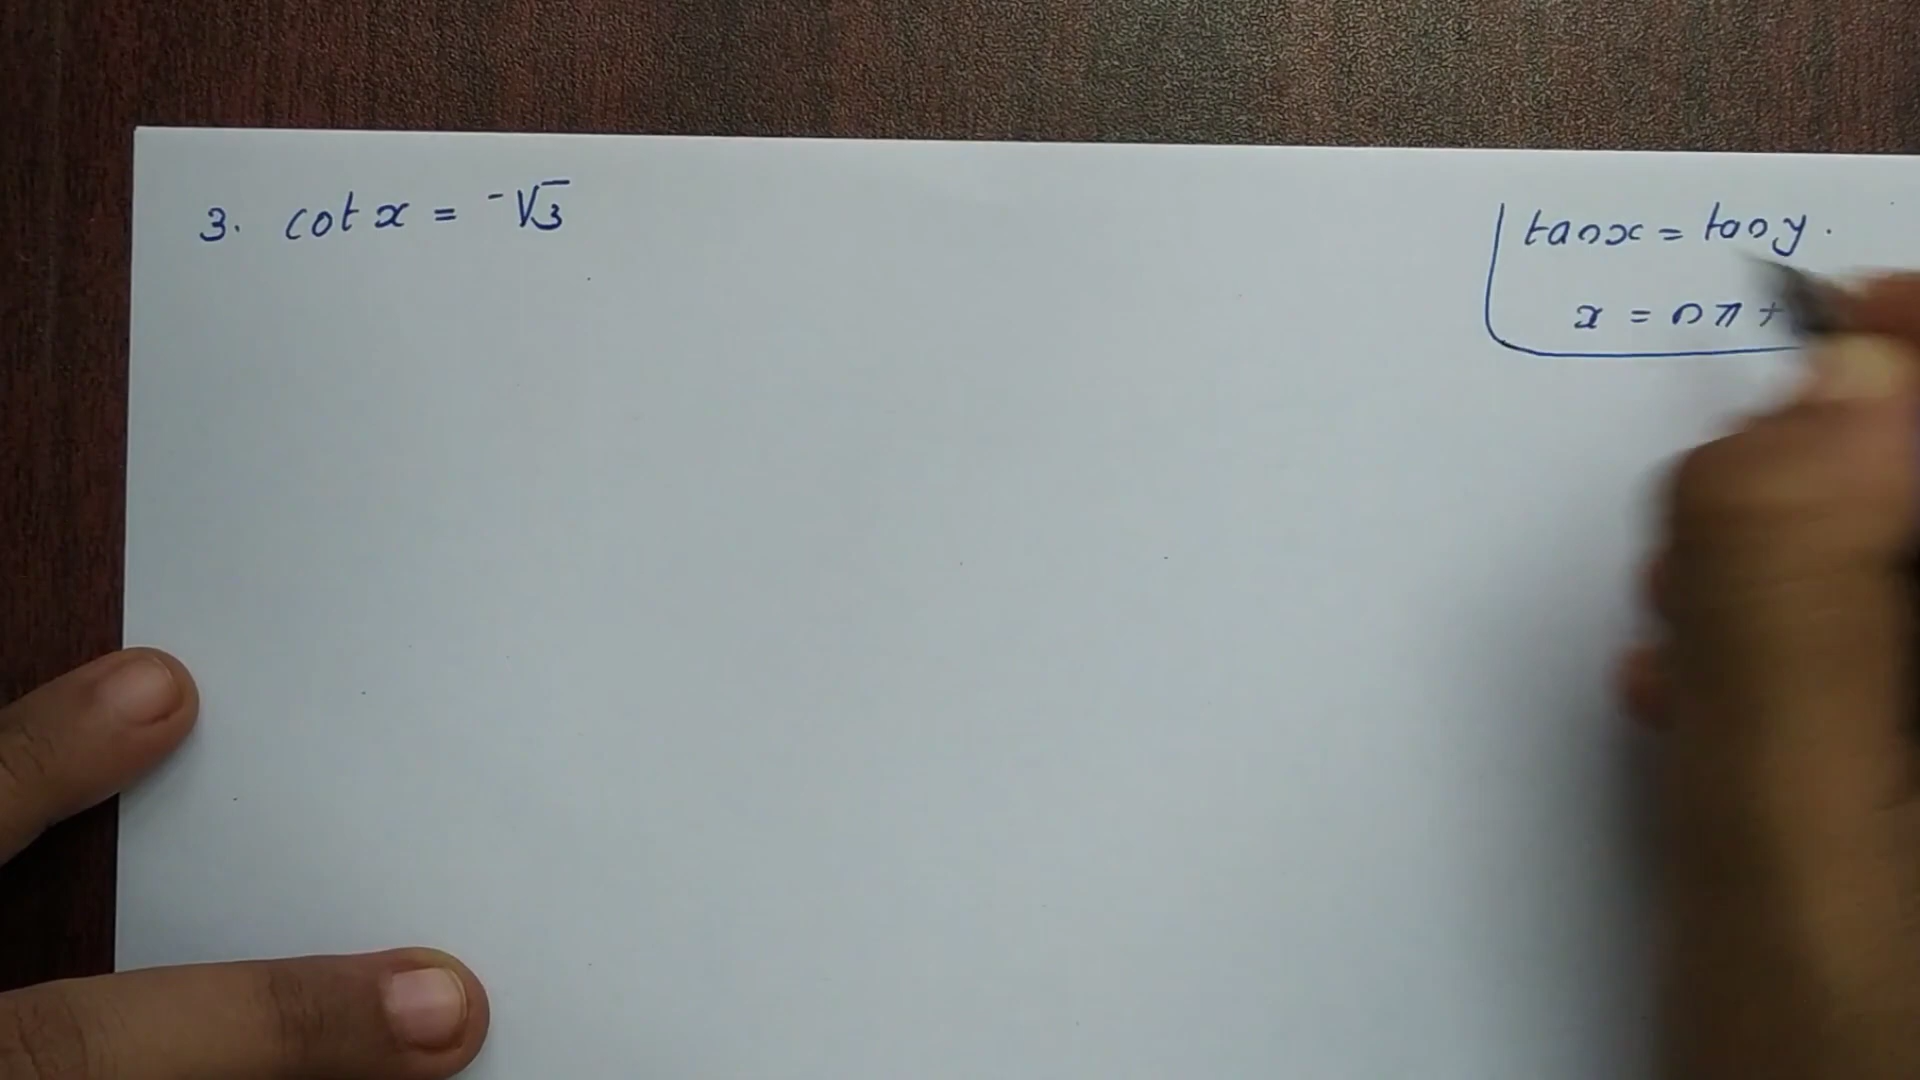 3. cot x = -√3
tan x = tan y.
x = nπ +